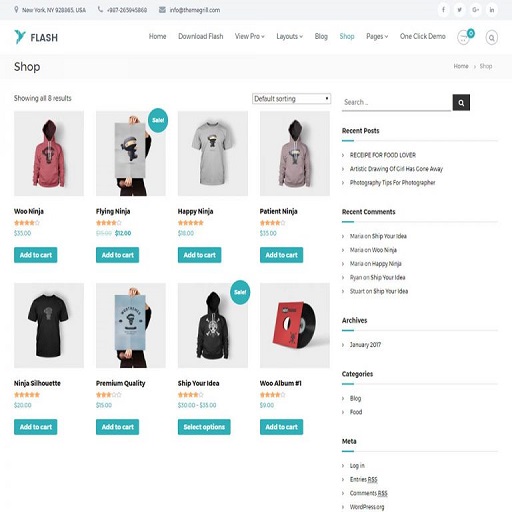 New York, NY 92865, USA +987-265945868 info@themegrill.com
FLASH Home Download Flash View Pro Layouts Blog Shop Pages One Click Demo 0
Shop Home > Shop
Showing all 8 results
Default sorting
Search...
Sale!
Woo Ninja
$35.00
Add to cart
Flying Ninja
$15.00 $12.00
Add to cart
Happy Ninja
$18.00
Add to cart
Patient Ninja
$35.00
Add to cart
Sale!
Ninja Silhouette
$20.00
Add to cart
Premium Quality
$15.00
Add to cart
Ship Your Idea
$30.00 - $35.00
Select options
Woo Album #1
$9.00
Add to cart
Recent Posts
RECEIPE FOR FOOD LOVER
Artistic Drawing Of Girl Has Gone Away
Photography Tips For Photographer
Recent Comments
Maria on Ship Your Idea
Maria on Woo Ninja
Maria on Happy Ninja
Ryan on Ship Your Idea
Stuart on Ship Your Idea
Archives
January 2017
Categories
Blog
Food
Meta
Log in
Entries RSS
Comments RSS
WordPress.org